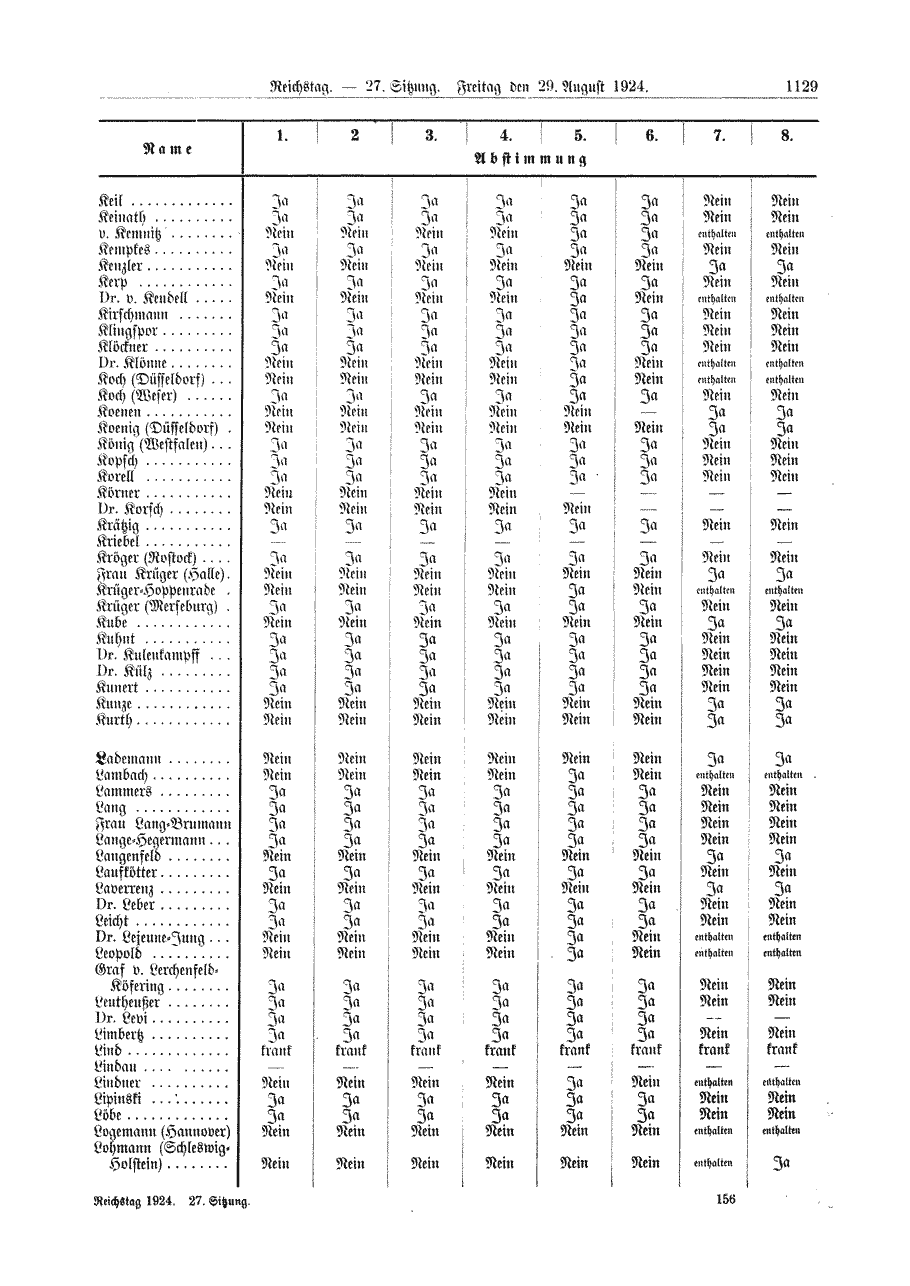 Reichstag. — 27. Sitzung. Freitag den 29. August 1924. 1129
Name 1. 2 3. 4. 5. 6. 7. 8.
Abstimmung
Keil ............. Ja Ja Ja Ja Ja Ja Nein Nein
Keinath .......... Ja Ja Ja Ja Ja Ja Nein Nein
v. Kemnitz ........ Nein Nein Nein Nein Ja Ja enthalten enthalten
Kempkes .......... Ja Ja Ja Ja Ja Ja Nein Nein
Kenzler ........... Nein Nein Nein Nein Nein Nein Ja Ja
Kerp ............ Ja Ja Ja Ja Ja Ja Nein Nein
Dr. v. Keudell ..... Nein Nein Nein Nein Ja Nein enthalten enthalten
Kirschmann ....... Ja Ja Ja Ja Ja Ja Nein Nein
Klingspor ......... Ja Ja Ja Ja Ja Ja Nein Nein
Klöckner .......... Ja Ja Ja Ja Ja Ja Nein Nein
Dr. Klönne ........ Nein Nein Nein Nein Ja Nein enthalten enthalten
Koch (Düsseldorf) ... Nein Nein Nein Nein Ja Nein enthalten enthalten
Koch (Weser) ...... Ja Ja Ja Ja Ja Ja Nein Nein
Koenen ........... Nein Nein Nein Nein Nein — Ja Ja
Koenig (Düsseldorf) . Nein Nein Nein Nein Nein Nein Ja Ja
König (Westfalen) ... Ja Ja Ja Ja Ja Ja Nein Nein
Kopsch ........... Ja Ja Ja Ja Ja Ja Nein Nein
Korell ........... Ja Ja Ja Ja Ja Ja Nein Nein
Körner ........... Nein Nein Nein Nein — — — —
Dr. Korsch ........ Nein Nein Nein Nein Nein — — —
Krätzig ........... Ja Ja Ja Ja Ja Ja Nein Nein
Kriebel ........... — — — — — — — —
Kröger (Rostock) .... Ja Ja Ja Ja Ja Ja Nein Nein
Frau Krüger (Halle) . Nein Nein Nein Nein Nein Nein Ja Ja
Krüger-Hoppenrade . Nein Nein Nein Nein Ja Nein enthalten enthalten
Krüger (Merseburg) . Ja Ja Ja Ja Ja Ja Nein Nein
Kube ............ Nein Nein Nein Nein Nein Nein Ja Ja
Kuhnt ........... Ja Ja Ja Ja Ja Ja Nein Nein
Dr. Kulenkampff ... Ja Ja Ja Ja Ja Ja Nein Nein
Dr. Külz ......... Ja Ja Ja Ja Ja Ja Nein Nein
Kunert ........... Ja Ja Ja Ja Ja Ja Nein Nein
Kunze ............ Nein Nein Nein Nein Nein Nein Ja Ja
Kurth ............ Nein Nein Nein Nein Nein Nein Ja Ja
Lademann ........ Nein Nein Nein Nein Nein Nein Ja Ja
Lambach .......... Nein Nein Nein Nein Ja Nein enthalten enthalten
Lammers ......... Ja Ja Ja Ja Ja Ja Nein Nein
Lang ............ Ja Ja Ja Ja Ja Ja Nein Nein
Frau Lang-Brumann Ja Ja Ja Ja Ja Ja Nein Nein
Lange-Hegermann ... Ja Ja Ja Ja Ja Ja Nein Nein
Langenfeld ........ Nein Nein Nein Nein Nein Nein Ja Ja
Laufkötter ......... Ja Ja Ja Ja Ja Ja Nein Nein
Laverrenz ......... Nein Nein Nein Nein Nein Nein Ja Ja
Dr. Leber ......... Ja Ja Ja Ja Ja Ja Nein Nein
Leicht ............ Ja Ja Ja Ja Ja Ja Nein Nein
Dr. Lejeune-Jung ... Nein Nein Nein Nein Ja Nein enthalten enthalten
Leopold .......... Nein Nein Nein Nein Ja Nein enthalten enthalten
Graf v. Lerchenfeld-
Köfering ........ Ja Ja Ja Ja Ja Ja Nein Nein
Leutheußer ........ Ja Ja Ja Ja Ja Ja Nein Nein
Dr. Levi .......... Ja Ja Ja Ja Ja Ja — —
Limbertz .......... Ja Ja Ja Ja Ja Ja Nein Nein
Lind ............. krank krank krank krank krank krank krank krank
Lindau .... ...... — — — — — — — —
Lindner .......... Nein Nein Nein Nein Ja Nein enthalten enthalten
Lipinski .......... Ja Ja Ja Ja Ja Ja Nein Nein
Löbe ............. Ja Ja Ja Ja Ja Ja Nein Nein
Logemann (Hannover) Nein Nein Nein Nein Nein Nein enthalten enthalten
Lohmann (Schleswig-
Holstein) ........ Nein Nein Nein Nein Nein Nein enthalten Ja
Reichstag 1924. 27. Sitzung. 156